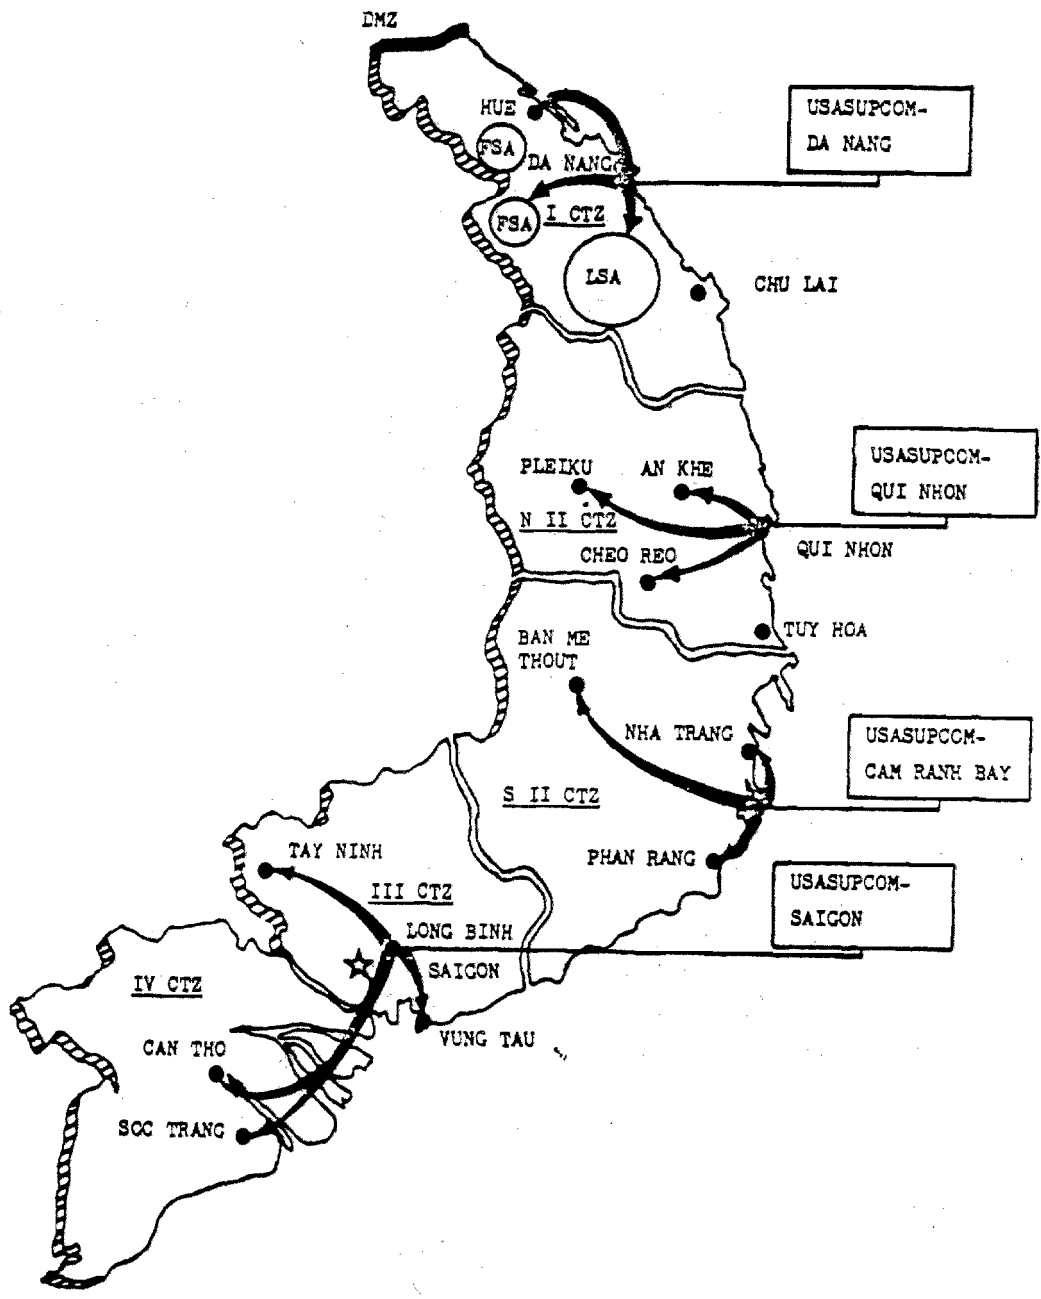 DMZ
HUE
USASUPCOM-
DA NANG
FSA
DA NANG
FSA
I CTZ
LSA
CHU LAI
PLEIKU
AN KHE
USASUPCOM-
QUI NHON
N II CTZ
QUI NHON
CHEO REO
TUY HOA
BAN ME
THOUT
NHA TRANG
USASUPCOM-
CAM RANH BAY
S II CTZ
TAY NINH
PHAN RANG
USASUPCOM-
SAIGON
III CTZ
LONG BINH
SAIGON
IV CTZ
VUNG TAU
CAN THO
SOC TRANG